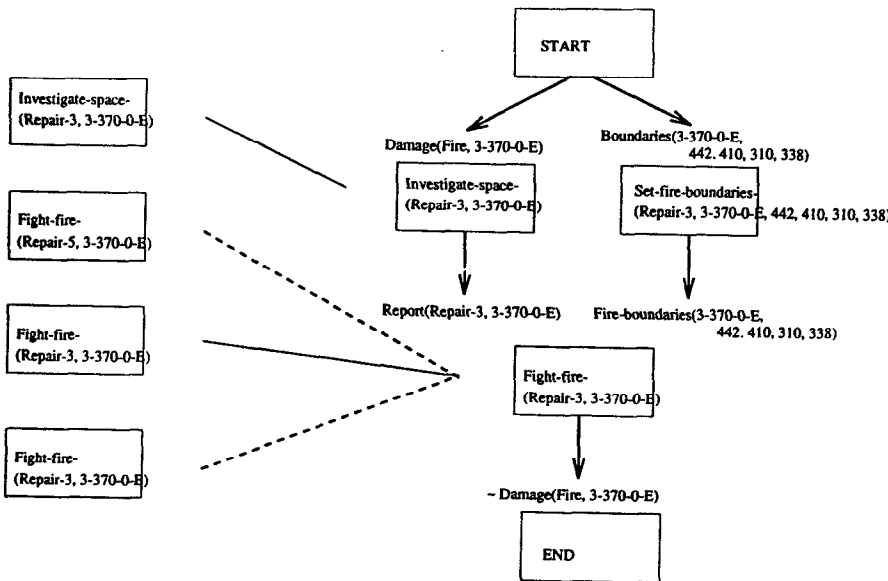 START
Investigate-space-
(Repair-3, 3-370-0-E)
Fight-fire-
(Repair-5, 3-370-0-E)
Fight-fire-
(Repair-3, 3-370-0-E)
Fight-fire-
(Repair-3, 3-370-0-E)
Damage(Fire, 3-370-0-E)
Investigate-space-
(Repair-3, 3-370-0-E)
Report(Repair-3, 3-370-0-E)
Boundaries(3-370-0-E,
442. 410, 310, 338)
Set-fire-boundaries-
(Repair-3, 3-370-0-E, 442, 410, 310, 338)
Fire-boundaries(3-370-0-E,
442. 410, 310, 338)
Fight-fire-
(Repair-3, 3-370-0-E)
~ Damage(Fire, 3-370-0-E)
END